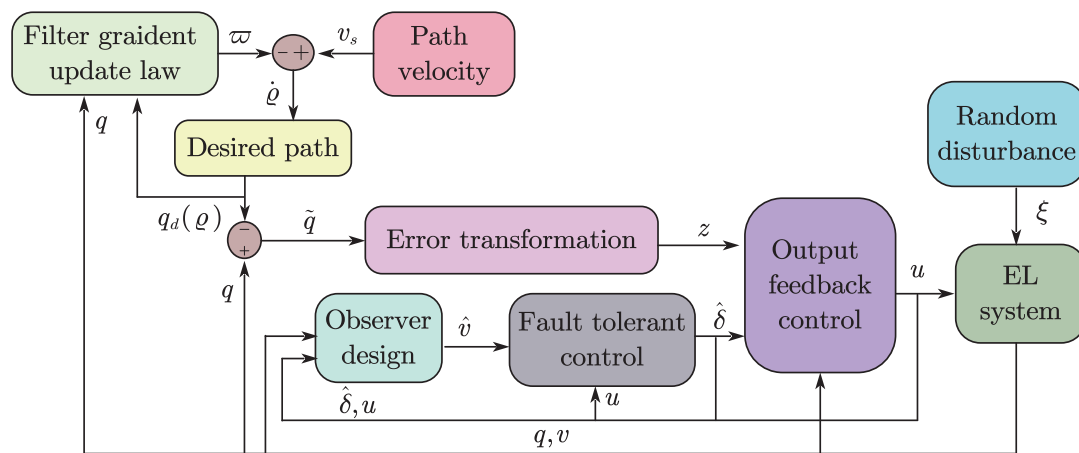 Filter graident
update law
ϖ
- +
v_s
Path
velocity
q
ϱ̇
Desired path
Random
disturbance
q_d(ϱ)
-
+
q̃
Error transformation
z
Output
feedback
control
ξ
u
EL
system
q
Observer
design
v̂
Fault tolerant
control
δ̂
δ̂, u
u
q, v